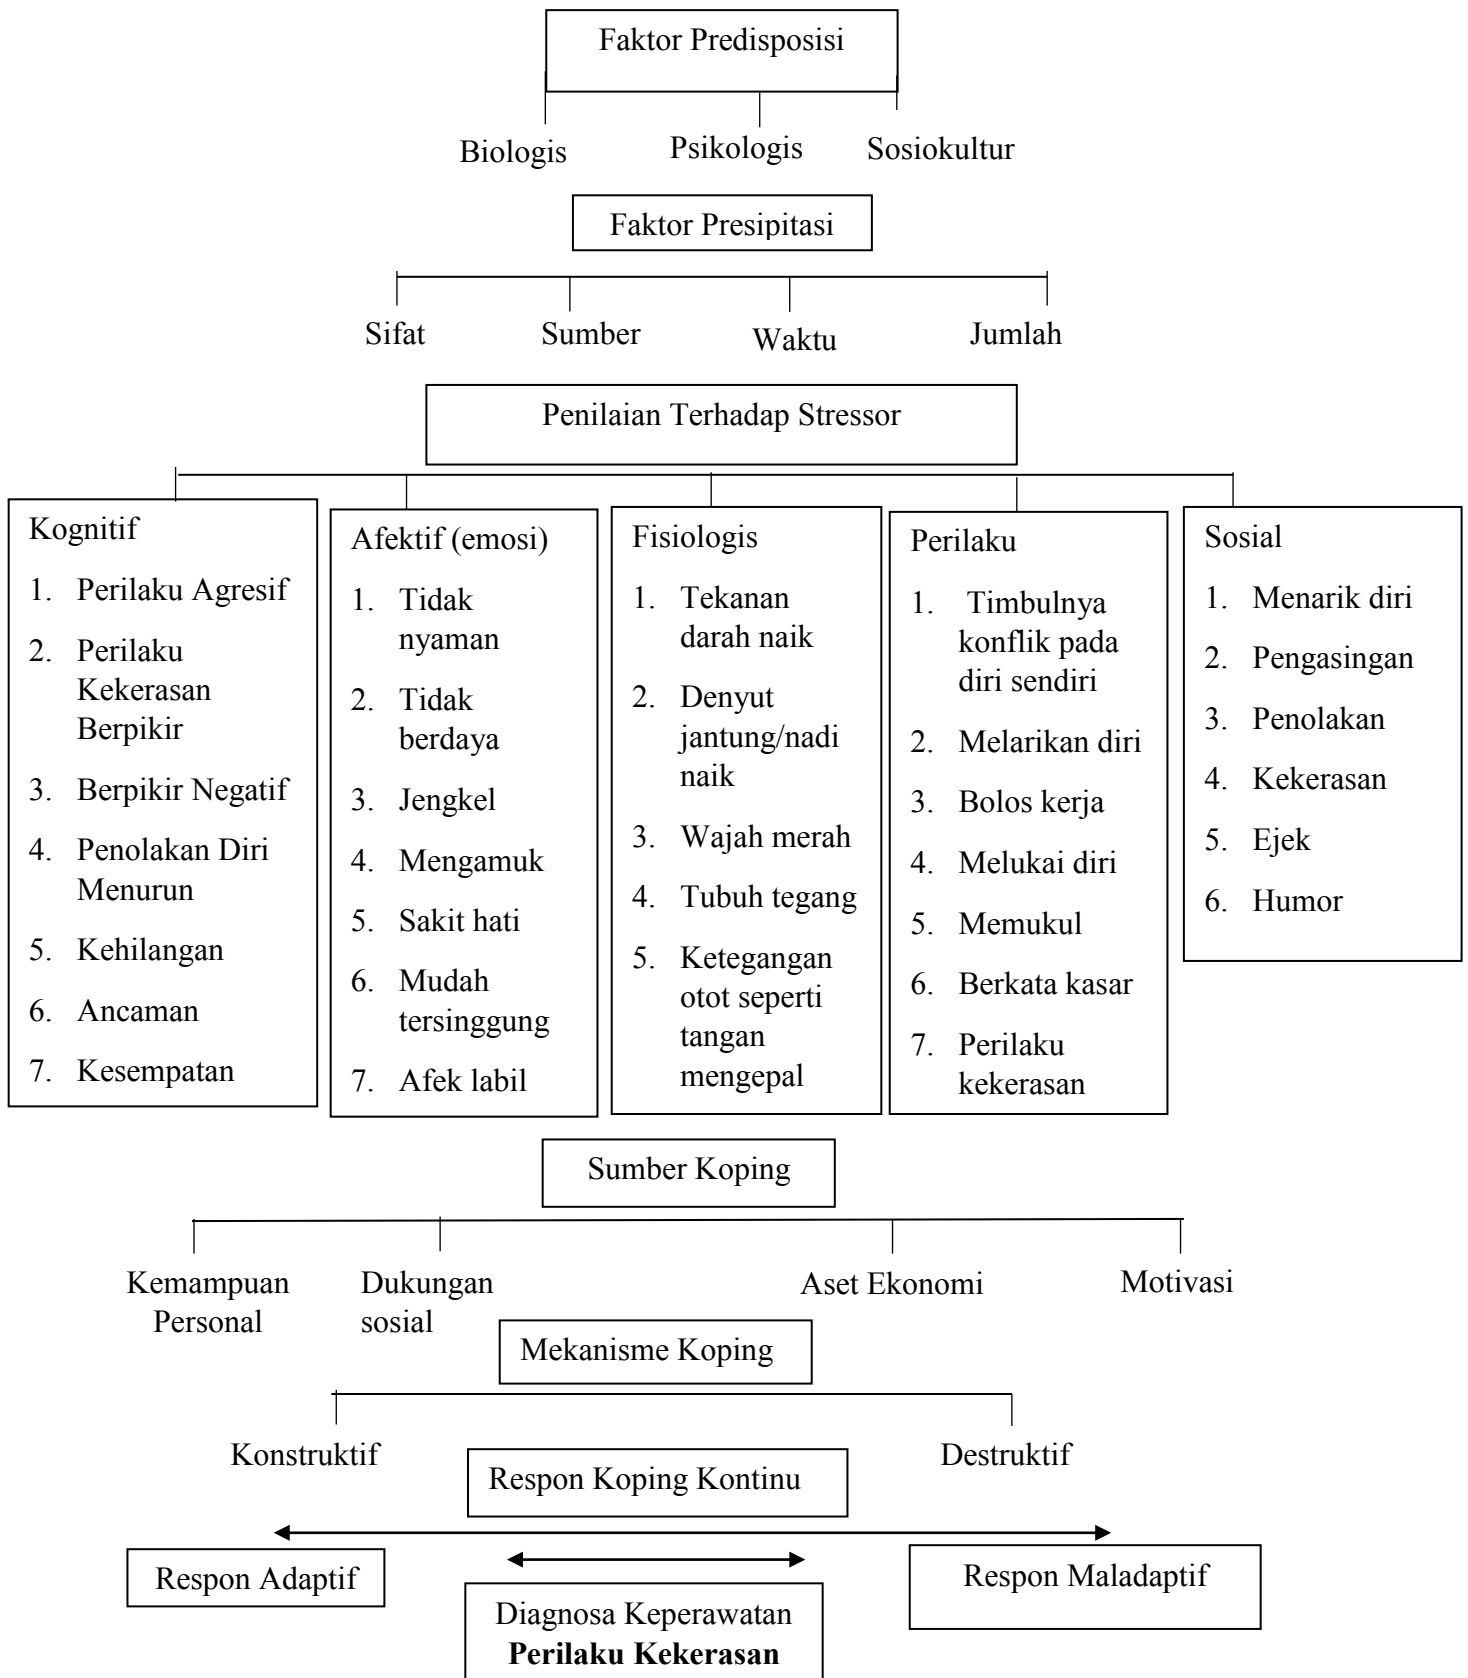 Faktor Predisposisi
Biologis
Psikologis
Sosiokultur
Faktor Presipitasi
Sifat
Sumber
Waktu
Jumlah
Penilaian Terhadap Stressor
Kognitif
1. Perilaku Agresif
2. Perilaku
Kekerasan
Berpikir
3. Berpikir Negatif
4. Penolakan Diri
Menurun
5. Kehilangan
6. Ancaman
7. Kesempatan
Afektif (emosi)
1. Tidak
nyaman
2. Tidak
berdaya
3. Jengkel
4. Mengamuk
5. Sakit hati
6. Mudah
tersinggung
7. Afek labil
Fisiologis
1. Tekanan
darah naik
2. Denyut
jantung/nadi
naik
3. Wajah merah
4. Tubuh tegang
5. Ketegangan
otot seperti
tangan
mengepal
Perilaku
1. Timbulnya
konflik pada
diri sendiri
2. Melarikan diri
3. Bolos kerja
4. Melukai diri
5. Memukul
6. Berkata kasar
7. Perilaku
kekerasan
Sosial
1. Menarik diri
2. Pengasingan
3. Penolakan
4. Kekerasan
5. Ejek
6. Humor
Sumber Koping
Kemampuan
Personal
Dukungan
sosial
Aset Ekonomi
Motivasi
Mekanisme Koping
Konstruktif
Destruktif
Respon Koping Kontinu
Respon Adaptif
Respon Maladaptif
Diagnosa Keperawatan
Perilaku Kekerasan